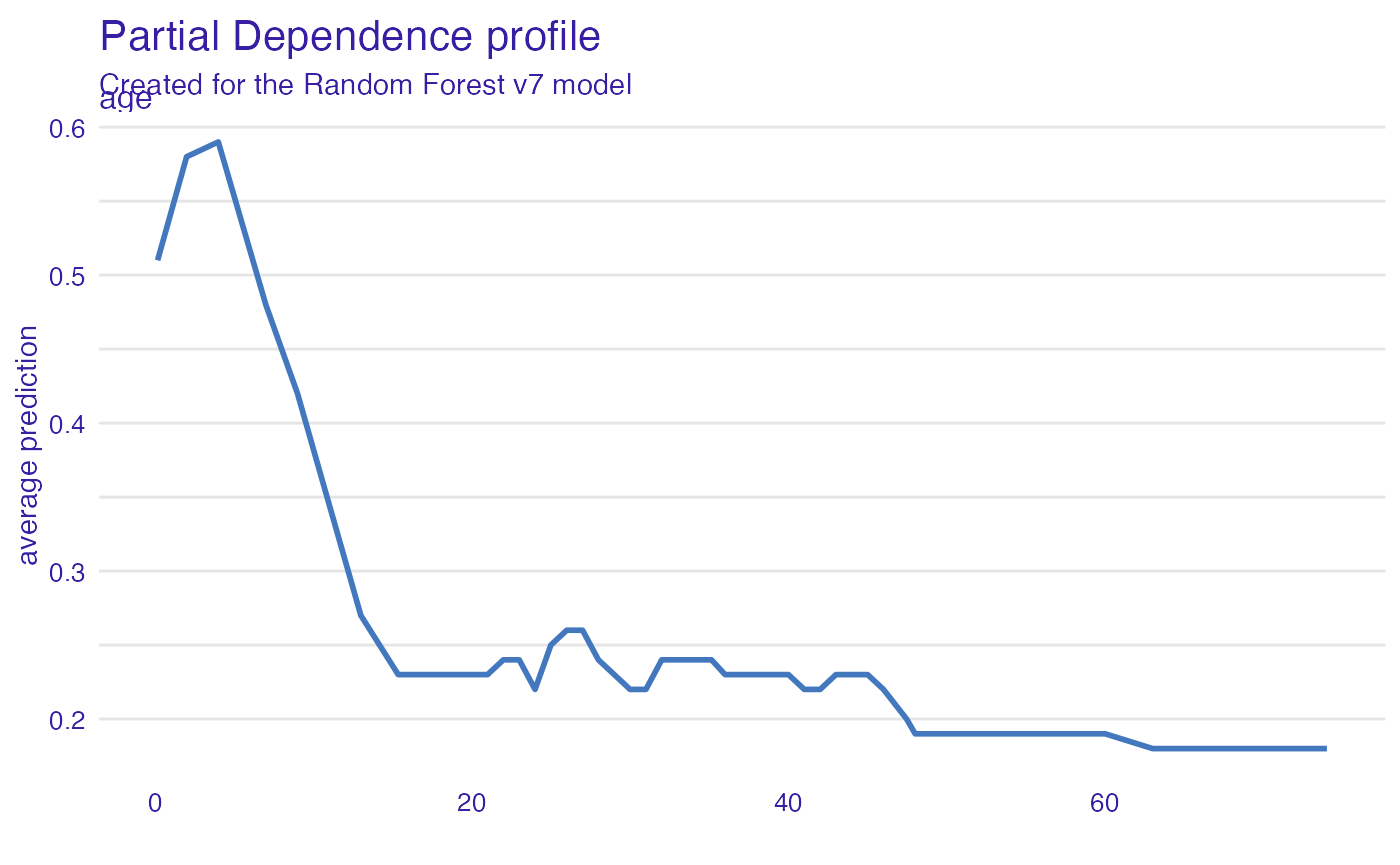 Partial Dependence profile
Created for the Random Forest v7 model
age
0.6
0.5
0.4
0.3
0.2
average prediction
0 20 40 60